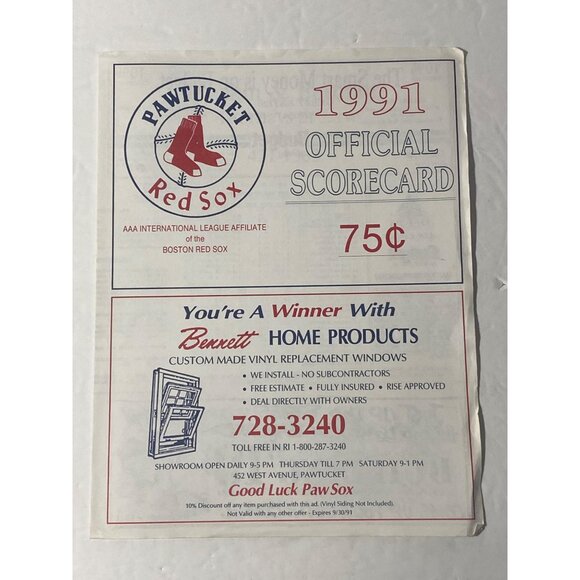 PAWTUCKET
Red Sox
AAA INTERNATIONAL LEAGUE AFFILIATE
of the
BOSTON RED SOX
1991
OFFICIAL
SCORECARD
75¢
You're A Winner With
Bennett HOME PRODUCTS
CUSTOM MADE VINYL REPLACEMENT WINDOWS
• WE INSTALL - NO SUBCONTRACTORS
• FREE ESTIMATE • FULLY INSURED • RISE APPROVED
• DEAL DIRECTLY WITH OWNERS
728-3240
TOLL FREE IN RI 1-800-287-3240
SHOWROOM OPEN DAILY 9-5 PM THURSDAY TILL 7 PM SATURDAY 9-1 PM
452 WEST AVENUE, PAWTUCKET
Good Luck PawSox
10% Discount off any item purchased with this ad. (Vinyl Siding Not Included).
Not Valid with any other offer - Expires 9/30/91